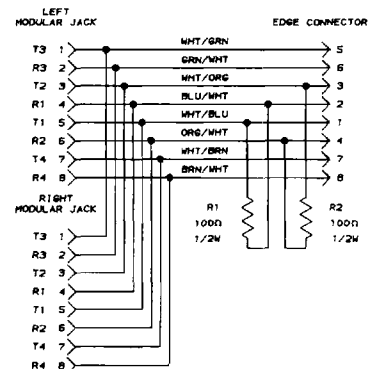 LEFT
MODULAR JACK
EDGE CONNECTOR
T3 1 WHT/GRN 5
R3 2 GRN/WHT 6
T2 3 WHT/ORG 3
R1 4 BLU/WHT 2
T1 5 WHT/BLU 1
R2 6 ORG/WHT 4
T4 7 WHT/BRN 7
R4 8 BRN/WHT 8
RIGHT
MODULAR JACK
T3 1
R3 2
T2 3
R1 4
T1 5
R2 6
T4 7
R4 8
R1
100Ω
1/2W
R2
100Ω
1/2W